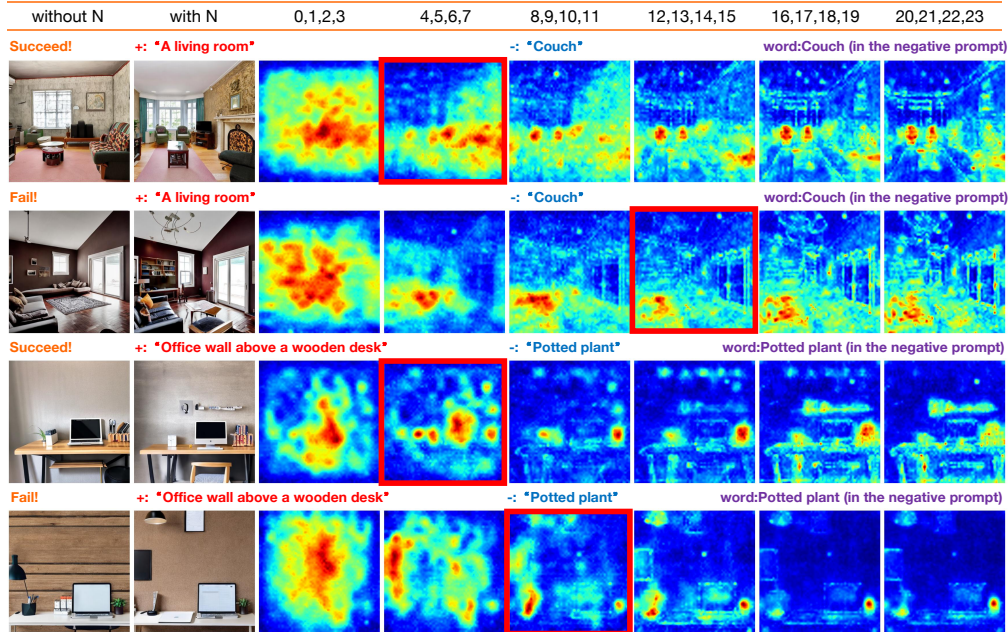 without N with N 0,1,2,3 4,5,6,7 8,9,10,11 12,13,14,15 16,17,18,19 20,21,22,23
Succeed! +: "A living room" -: "Couch" word:Couch (in the negative prompt)
Fail! +: "A living room" -: "Couch" word:Couch (in the negative prompt)
Succeed! +: "Office wall above a wooden desk" -: "Potted plant" word:Potted plant (in the negative prompt)
Fail! +: "Office wall above a wooden desk" -: "Potted plant" word:Potted plant (in the negative prompt)